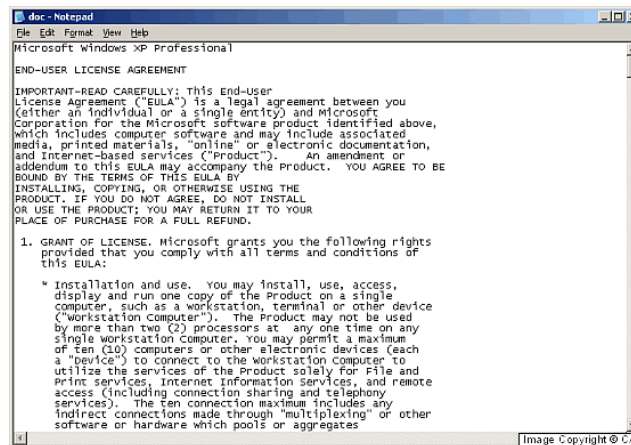 doc - Notepad
File Edit Format View Help
Microsoft Windows XP Professional
END-USER LICENSE AGREEMENT
IMPORTANT-READ CAREFULLY: This End-User
License Agreement ("EULA") is a legal agreement between you
(either an individual or a single entity) and Microsoft
Corporation for the Microsoft software product identified above,
which includes computer software and may include associated
media, printed materials, "online" or electronic documentation,
and Internet-based services ("Product"). An amendment or
addendum to this EULA may accompany the Product. YOU AGREE TO BE
BOUND BY THE TERMS OF THIS EULA BY
INSTALLING, COPYING, OR OTHERWISE USING THE
PRODUCT. IF YOU DO NOT AGREE, DO NOT INSTALL
OR USE THE PRODUCT; YOU MAY RETURN IT TO YOUR
PLACE OF PURCHASE FOR A FULL REFUND.
1. GRANT OF LICENSE. Microsoft grants you the following rights
provided that you comply with all terms and conditions of
this EULA:
* Installation and use. You may install, use, access,
display and run one copy of the Product on a single
computer, such as a workstation, terminal or other device
("Workstation Computer"). The Product may not be used
by more than two (2) processors at any one time on any
single Workstation Computer. You may permit a maximum
of ten (10) computers or other electronic devices (each
a "Device") to connect to the Workstation Computer to
utilize the services of the Product solely for File and
Print services, Internet Information Services, and remote
access (including connection sharing and telephony
services). The ten connection maximum includes any
indirect connections made through "multiplexing" or other
software or hardware which pools or aggregates
Image Copyright ©